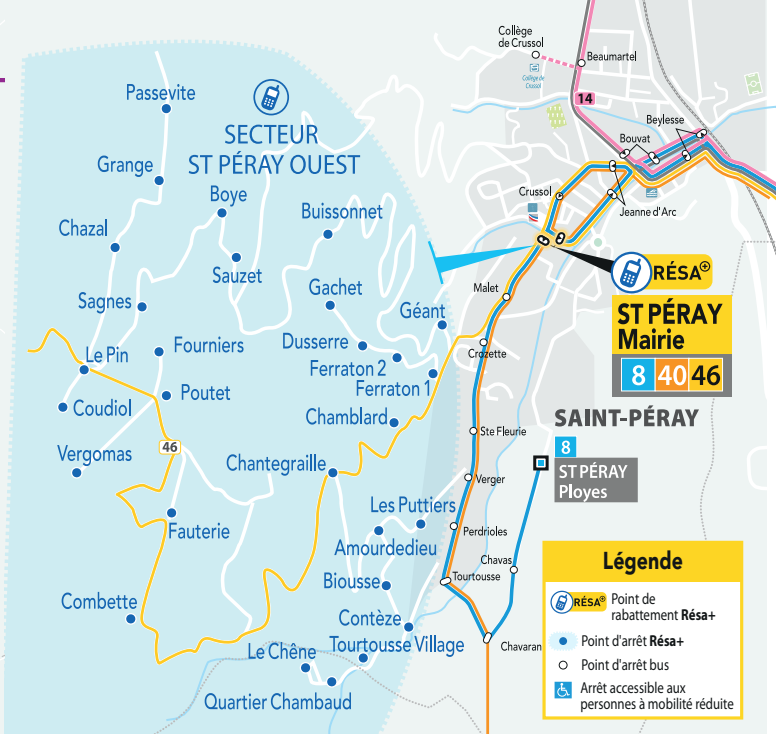 Collège
de Crussol
Beaumartel
Collège de
Crussol
14
Passevite
SECTEUR
ST PÉRAY OUEST
Beylesse
Bouvat
Grange
Boye
Crussol
Buissonnet
Jeanne d'Arc
Chazal
Sauzet
RÉSA+
Gachet
Malet
Sagnes
Géant
ST PÉRAY
Mairie
8 40 46
Dusserre
Fourniers
Le Pin
Crozette
Ferraton 2
Ferraton 1
Poutet
Coudiol
Chamblard
SAINT-PÉRAY
Ste Fleurie
46
8
Vergomas
Chantegraille
ST PÉRAY
Ployes
Verger
Les Puttiers
Fauterie
Perdrioles
Amourdedieu
Chavas
Légende
Tourtousse
Biousse
Combette
RÉSA+
Point de
rabattement Résa+
Contèze
Point d'arrêt Résa+
Tourtousse Village
Chavaran
Le Chêne
Point d'arrêt bus
Quartier Chambaud
Arrêt accessible aux
personnes à mobilité réduite